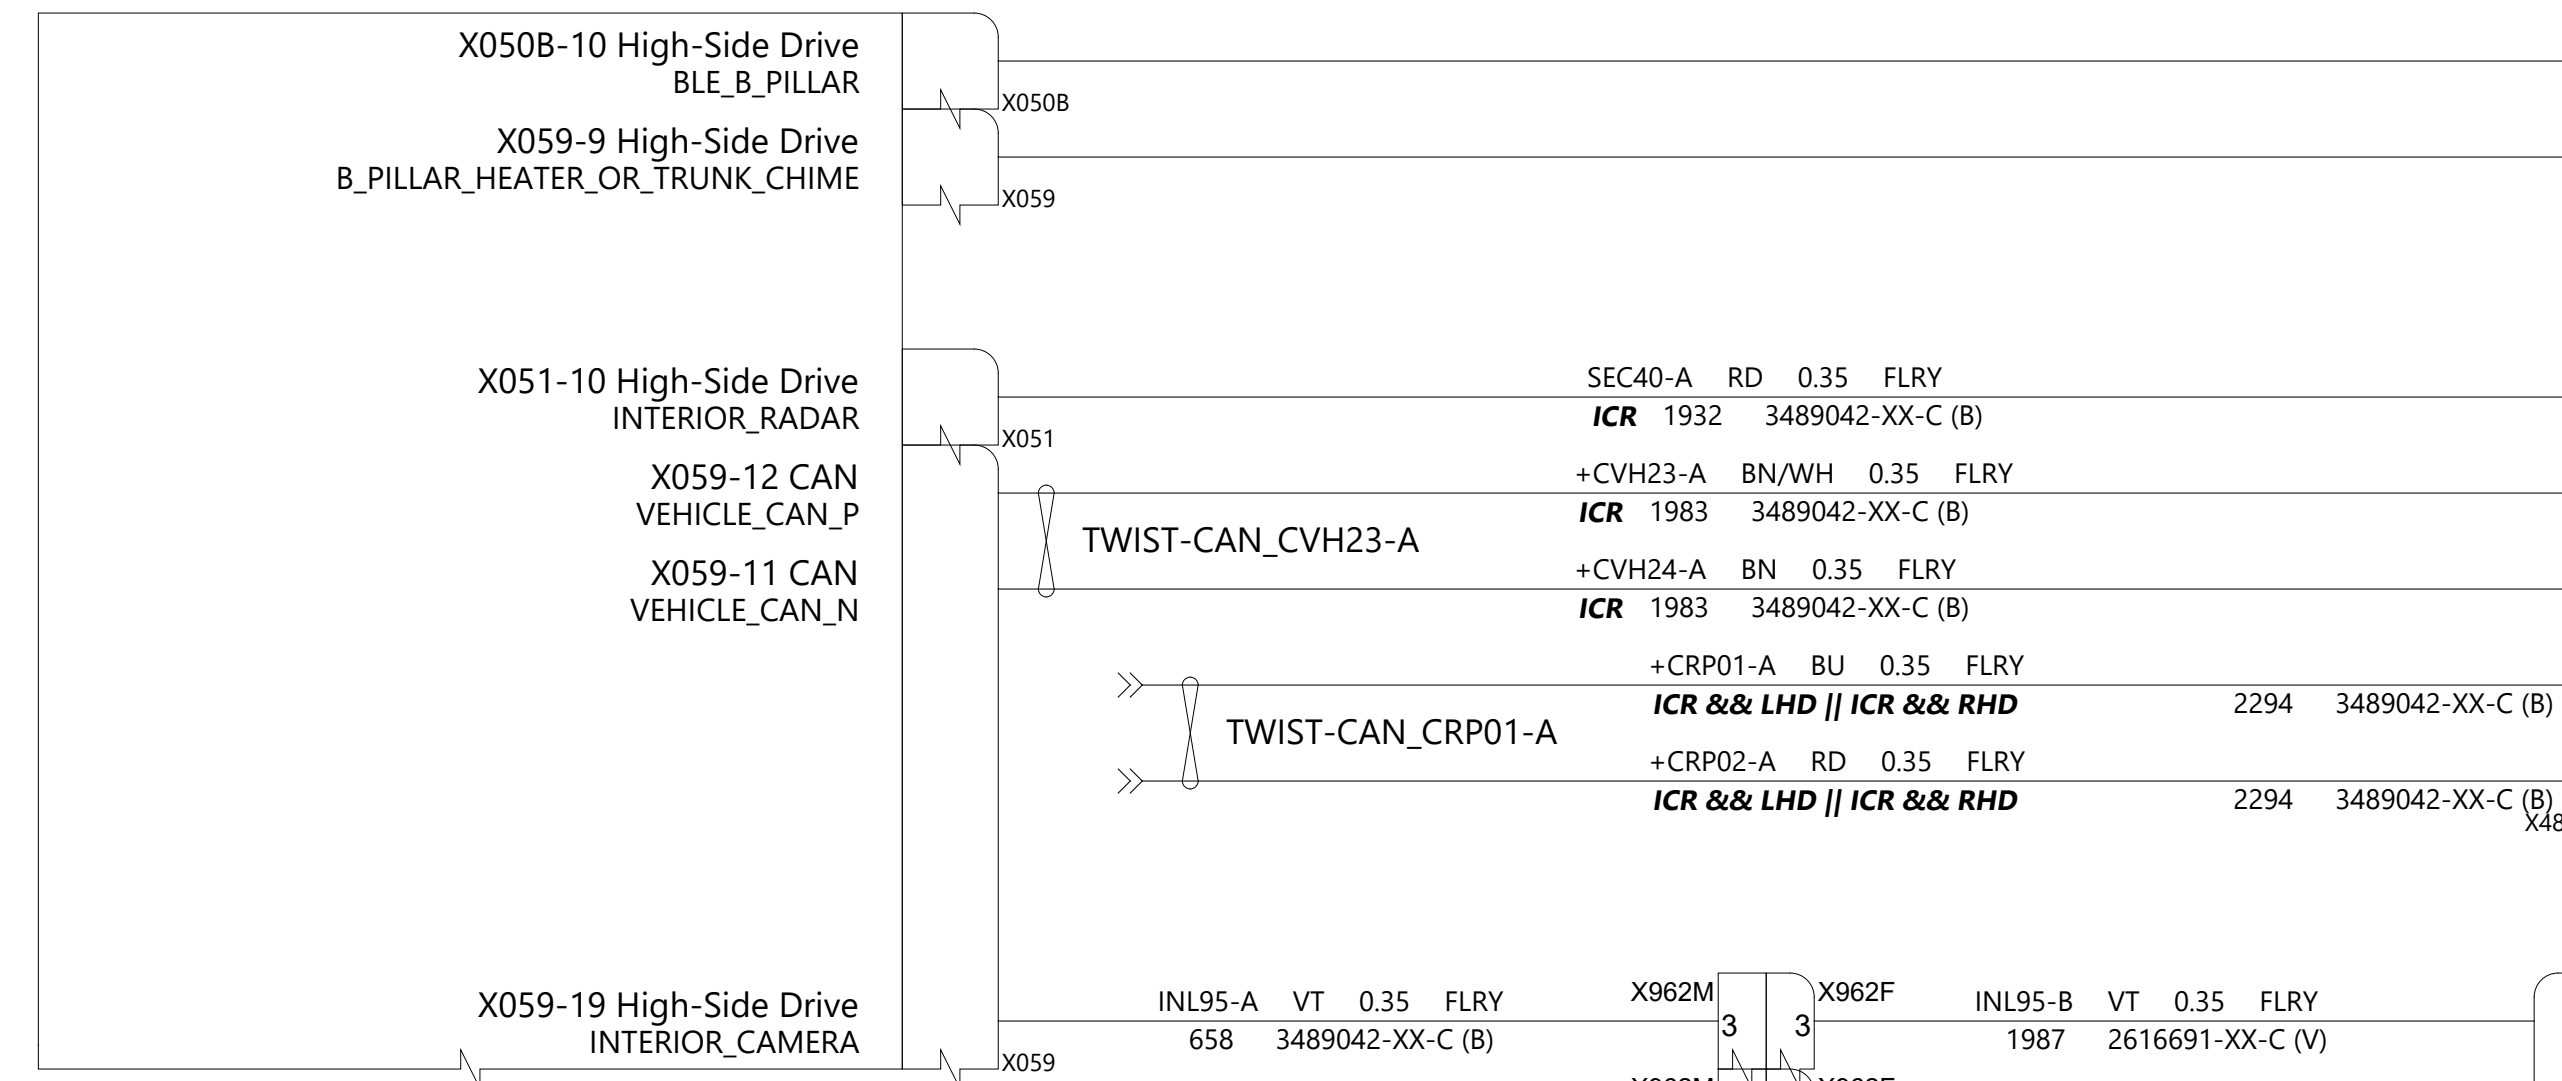 X050B-10 High-Side Drive
BLE_B_PILLAR
X050B
X059-9 High-Side Drive
B_PILLAR_HEATER_OR_TRUNK_CHIME
X059
X051-10 High-Side Drive
INTERIOR_RADAR
X051
SEC40-A RD 0.35 FLRY
ICR 1932 3489042-XX-C (B)
X059-12 CAN
VEHICLE_CAN_P
+CVH23-A BN/WH 0.35 FLRY
ICR 1983 3489042-XX-C (B)
TWIST-CAN_CVH23-A
X059-11 CAN
VEHICLE_CAN_N
+CVH24-A BN 0.35 FLRY
ICR 1983 3489042-XX-C (B)
+CRP01-A BU 0.35 FLRY
ICR && LHD || ICR && RHD 2294 3489042-XX-C (B)
TWIST-CAN_CRP01-A
+CRP02-A RD 0.35 FLRY
ICR && LHD || ICR && RHD 2294 3489042-XX-C (B)
X48
X059-19 High-Side Drive
INTERIOR_CAMERA
X059
INL95-A VT 0.35 FLRY
658 3489042-XX-C (B)
X962M
3
3
X962F
INL95-B VT 0.35 FLRY
1987 2616691-XX-C (V)